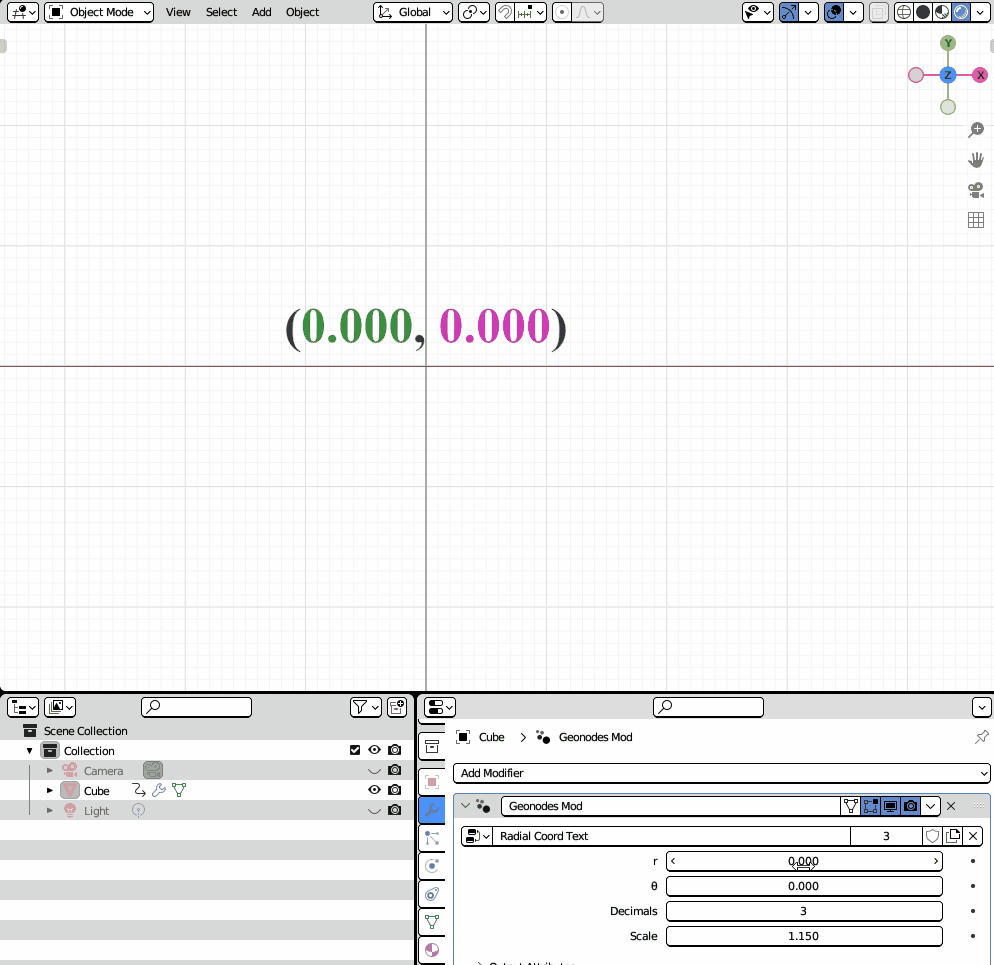 Object Mode View Select Add Object Global
Y
Z X
(0.000, 0.000)
Scene Collection
Collection
Camera
Cube
Light
Cube > Geonodes Mod
Add Modifier
Geonodes Mod
Radial Coord Text 3
r 0.000
θ 0.000
Decimals 3
Scale 1.150